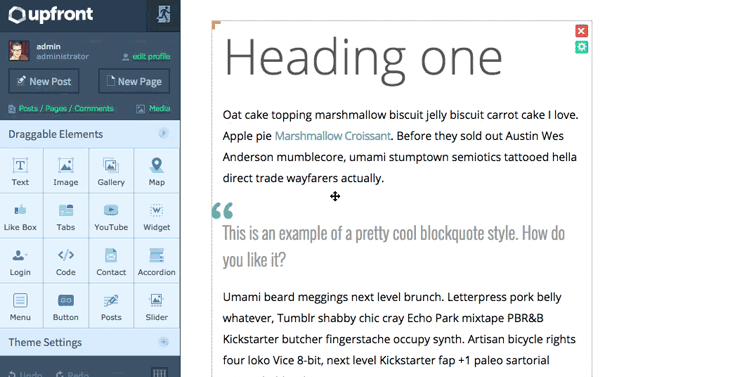 upfront
admin
administrator
edit profile
New Post
New Page
Posts / Pages / Comments
Media
Draggable Elements
Text
Image
Gallery
Map
Like Box
Tabs
YouTube
Widget
Login
Code
Contact
Accordion
Menu
Button
Posts
Slider
Theme Settings
Undo
Redo
Heading one
Oat cake topping marshmallow biscuit jelly biscuit carrot cake I love.
Apple pie Marshmallow Croissant. Before they sold out Austin Wes
Anderson mumblecore, umami stumptown semiotics tattooed hella
direct trade wayfarers actually.
“
This is an example of a pretty cool blockquote style. How do
you like it?
Umami beard meggings next level brunch. Letterpress pork belly
whatever, Tumblr shabby chic cray Echo Park mixtape PBR&B
Kickstarter butcher fingerstache occupy synth. Artisan bicycle rights
four loko Vice 8-bit, next level Kickstarter fap +1 paleo sartorial